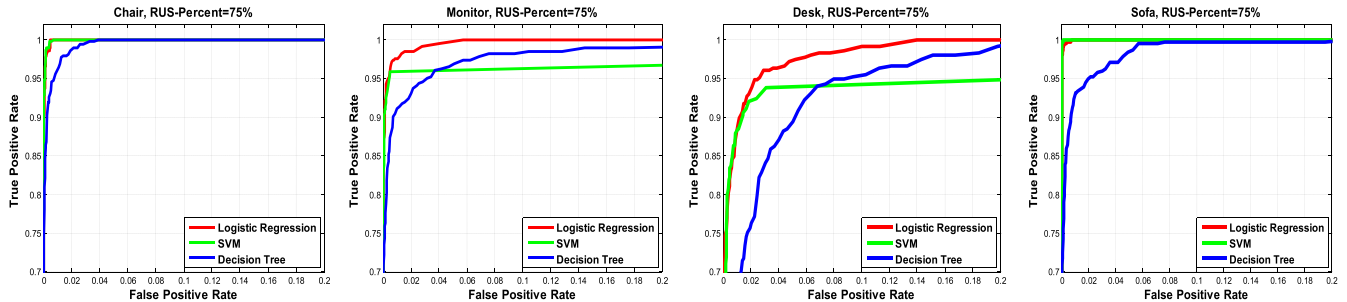 Chair, RUS-Percent=75%
True Positive Rate
1
0.95
0.9
0.85
0.8
0.75
0.7
0 0.02 0.04 0.06 0.08 0.1 0.12 0.14 0.16 0.18 0.2
False Positive Rate
Logistic Regression
SVM
Decision Tree
Monitor, RUS-Percent=75%
True Positive Rate
1
0.95
0.9
0.85
0.8
0.75
0.7
0 0.02 0.04 0.06 0.08 0.1 0.12 0.14 0.16 0.18 0.2
False Positive Rate
Logistic Regression
SVM
Decision Tree
Desk, RUS-Percent=75%
True Positive Rate
1
0.95
0.9
0.85
0.8
0.75
0.7
0 0.02 0.04 0.06 0.08 0.1 0.12 0.14 0.16 0.18 0.2
False Positive Rate
Logistic Regression
SVM
Decision Tree
Sofa, RUS-Percent=75%
True Positive Rate
1
0.95
0.9
0.85
0.8
0.75
0.7
0 0.02 0.04 0.06 0.08 0.1 0.12 0.14 0.16 0.18 0.2
False Positive Rate
Logistic Regression
SVM
Decision Tree